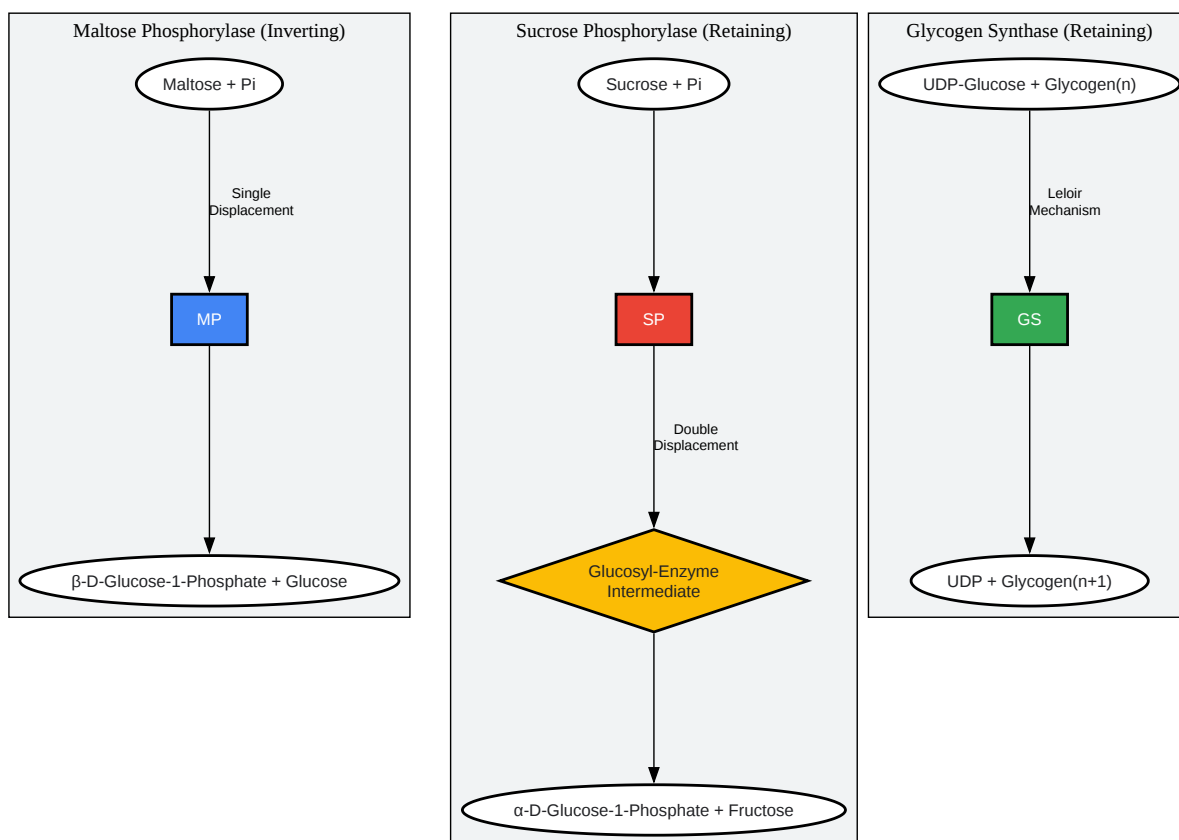 Maltose Phosphorylase (Inverting)
Maltose + Pi
Single
Displacement
MP
β-D-Glucose-1-Phosphate + Glucose
Sucrose Phosphorylase (Retaining)
Sucrose + Pi
SP
Double
Displacement
Glucosyl-Enzyme
Intermediate
α-D-Glucose-1-Phosphate + Fructose
Glycogen Synthase (Retaining)
UDP-Glucose + Glycogen(n)
Leloir
Mechanism
GS
UDP + Glycogen(n+1)